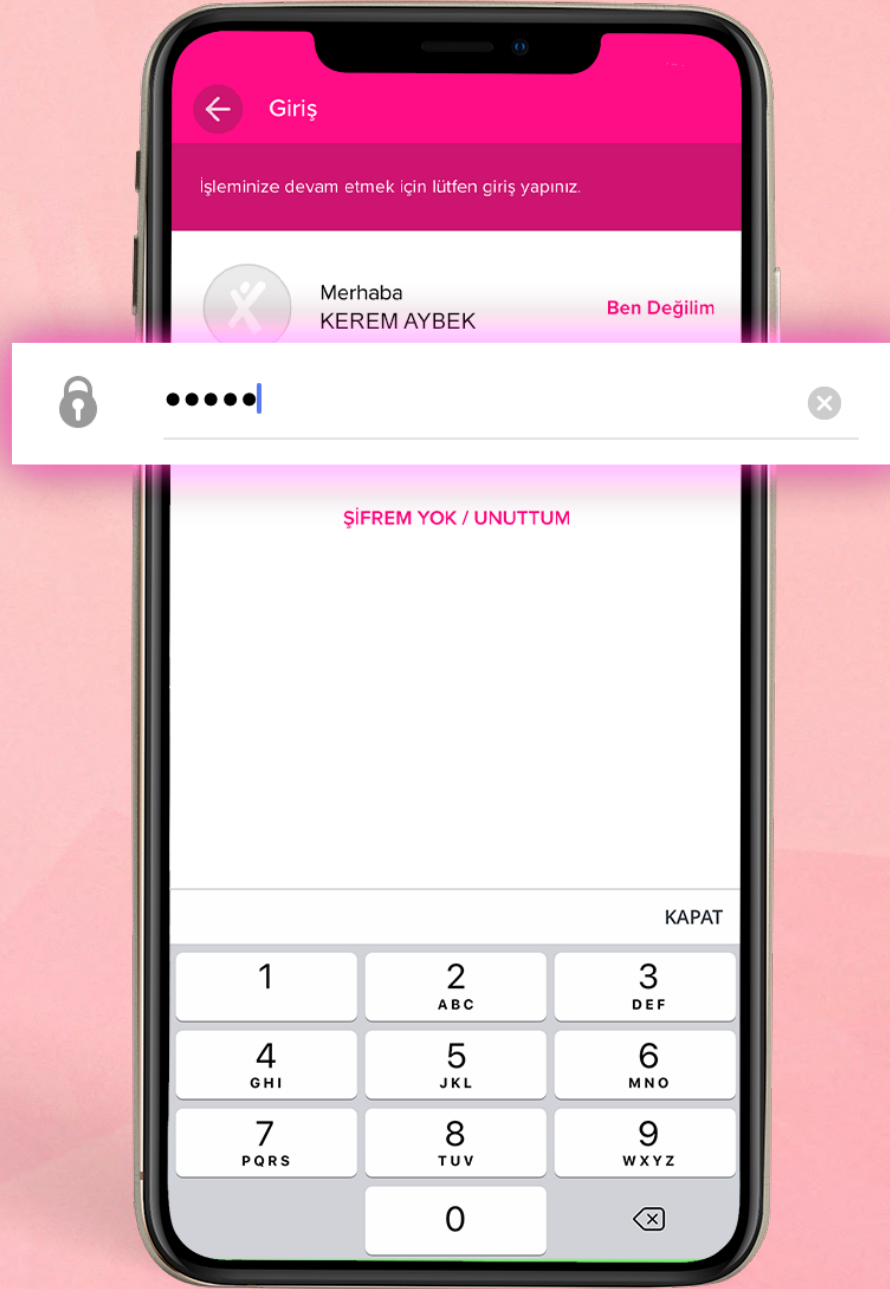 Giriş
İşleminize devam etmek için lütfen giriş yapınız.
Merhaba
KEREM AYBEK
Ben Değilim
•••••
ŞİFREM YOK / UNUTTUM
KAPAT
1 2 3
ABC DEF
4 5 6
GHI JKL MNO
7 8 9
PQRS TUV WXYZ
0